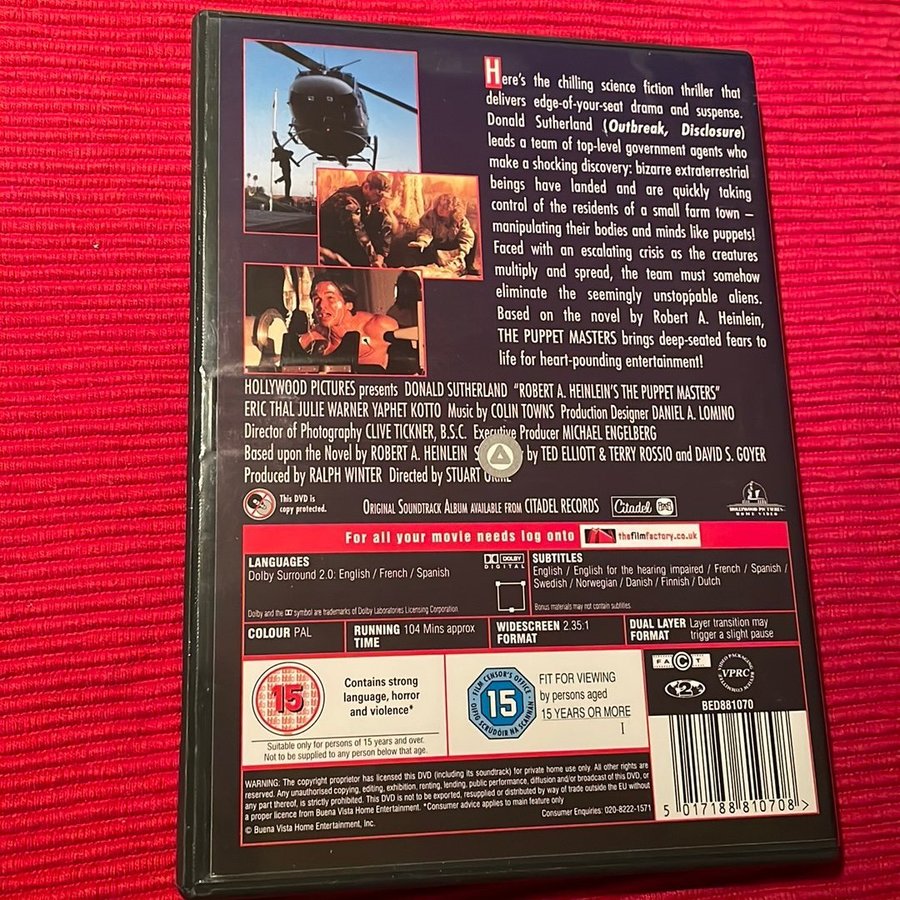 Here's the chilling science fiction thriller that
delivers edge-of-your-seat drama and suspense.
Donald Sutherland (Outbreak, Disclosure)
leads a team of top-level government agents who
make a shocking discovery: bizarre extraterrestrial
beings have landed and are quickly taking
control of the residents of a small farm town –
manipulating their bodies and minds like puppets!
Faced with an escalating crisis as the creatures
multiply and spread, the team must somehow
eliminate the seemingly unstoppable aliens.
Based on the novel by Robert A. Heinlein,
THE PUPPET MASTERS brings deep-seated fears to
life for heart-pounding entertainment!
HOLLYWOOD PICTURES presents DONALD SUTHERLAND "ROBERT A. HEINLEIN'S THE PUPPET MASTERS"
ERIC THAL JULIE WARNER YAPHET KOTTO Music by COLIN TOWNS Production Designer DANIEL A. LOMINO
Director of Photography CLIVE TICKNER, B.S.C. Executive Producer MICHAEL ENGELBERG
Based upon the Novel by ROBERT A. HEINLEIN by TED ELLIOTT & TERRY ROSSIO and DAVID S. GOYER
Produced by RALPH WINTER Directed by STUART
This DVD is
copy protected.
ORIGINAL SOUNDTRACK ALBUM AVAILABLE FROM CITADEL RECORDS
Citadel
HOLLYWOOD PICTURES
HOME VIDEO
For all your movie needs log onto thefilmfactory.co.uk
LANGUAGES
Dolby Surround 2.0: English / French / Spanish
Dolby and the symbol are trademarks of Dolby Laboratories Licensing Corporation.
DOLBY
DIGITAL
SUBTITLES
English / English for the hearing impaired / French / Spanish /
Swedish / Norwegian / Danish / Finnish / Dutch
Bonus materials may not contain subtitles.
COLOUR PAL
RUNNING TIME 104 Mins approx
WIDESCREEN FORMAT 2.35:1
DUAL LAYER FORMAT Layer transition may
trigger a slight pause
15
Contains strong
language, horror
and violence*
Suitable only for persons of 15 years and over.
Not to be supplied to any person below that age.
FILM CENSOR'S OFFICE
15
OIFIG SCRÚDÓIR NA SCANNÁN
FIT FOR VIEWING
by persons aged
15 YEARS OR MORE
I
FACT
VIDEO PACKAGING REVIEW COMMITTEE
VPRC
2
BED881070
5 017188 810708 >
WARNING: The copyright proprietor has licensed this DVD (including its soundtrack) for private home use only. All other rights are
reserved. Any unauthorised copying, editing, exhibition, renting, lending, public performance, diffusion and/or broadcast of this DVD, or
any part thereof, is strictly prohibited. This DVD is not to be exported, resupplied or distributed by way of trade outside the EU without
a proper licence from Buena Vista Home Entertainment. *Consumer advice applies to main feature only
Consumer Enquiries: 020-8222-1571
© Buena Vista Home Entertainment, Inc.